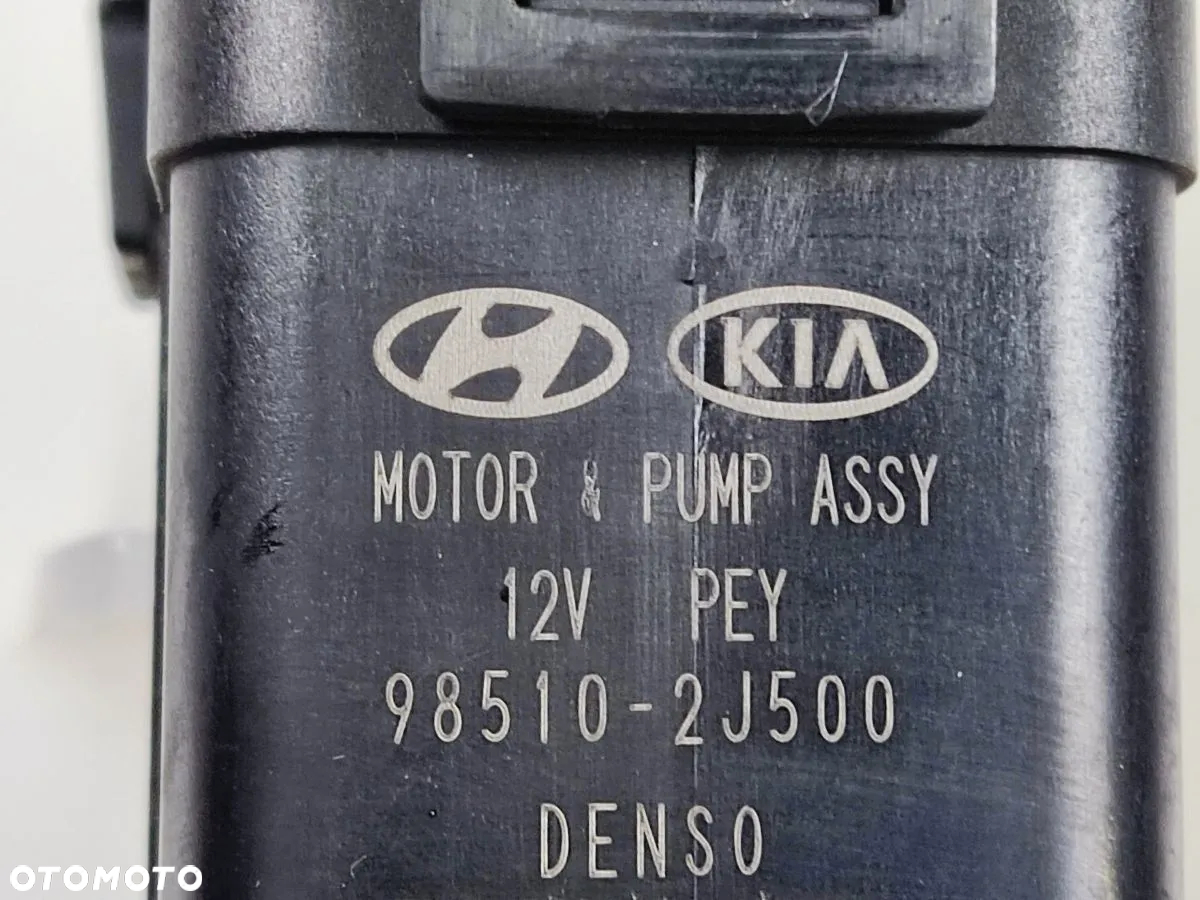 KIA
MOTOR & PUMP ASSY
12V PEY
98510-2J500
DENSO
OTOMOTO